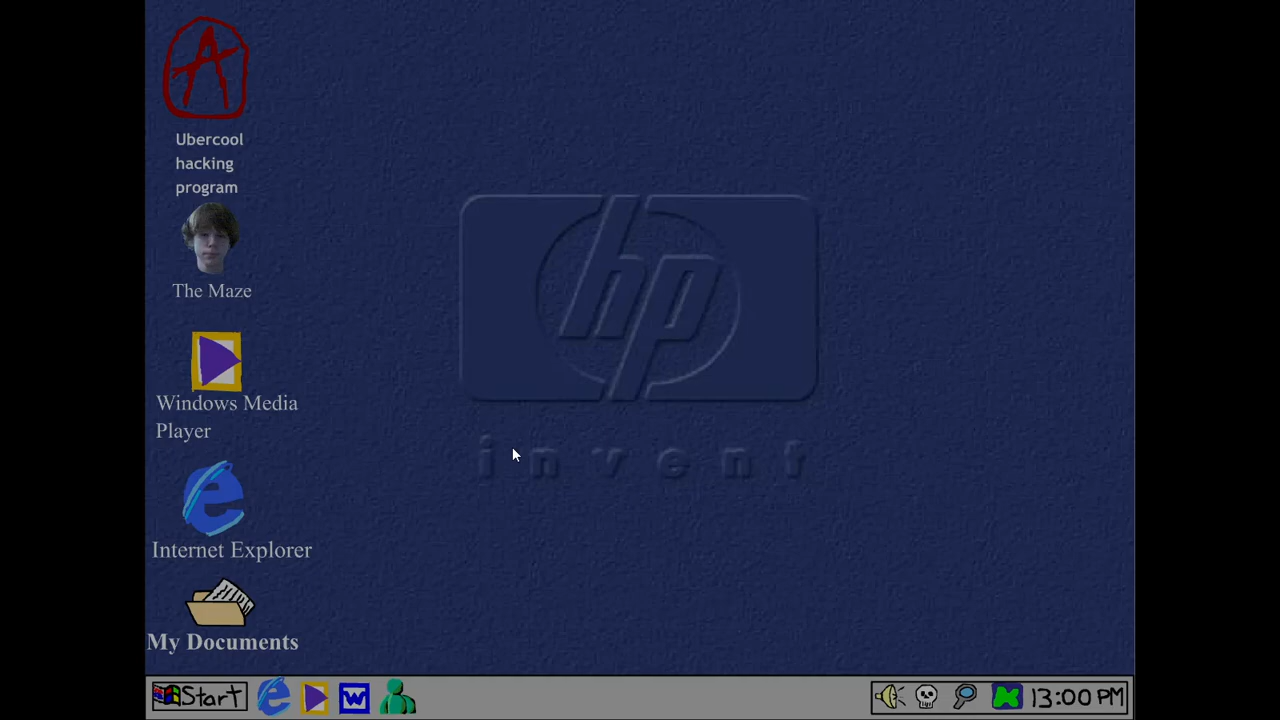 Ubercool
hacking
program
The Maze
Windows Media
Player
Internet Explorer
My Documents
hp
invent
Start
W
13:00 PM